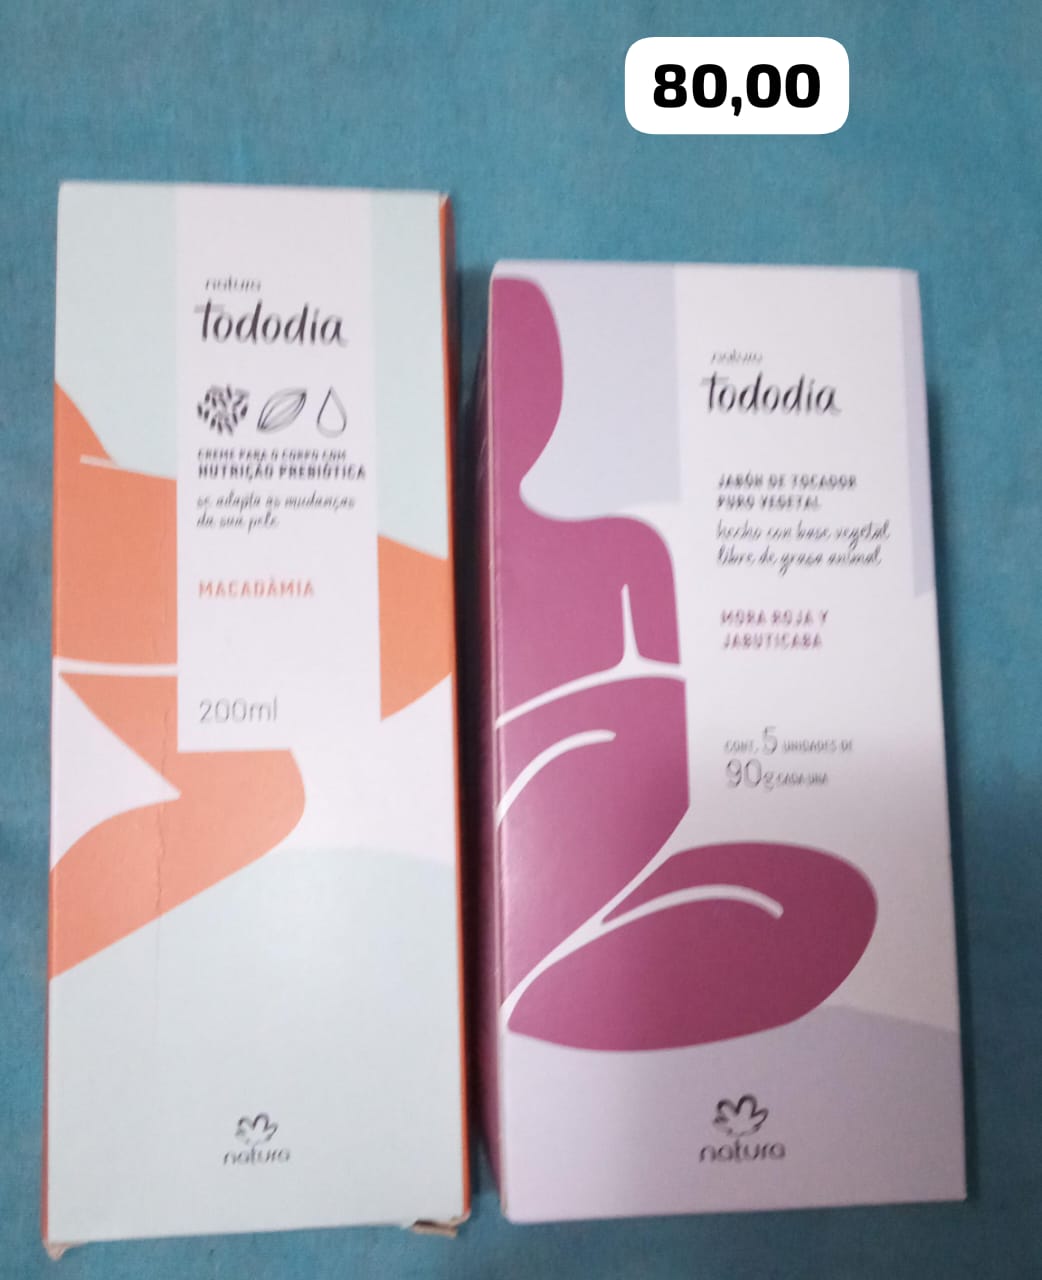 80,00
natura
tododia
CREME PARA O CORPO COM
NUTRIÇÃO PREBIÓTICA
se adapta às mudanças
da sua pele
MACADÂMIA
200ml
natura
natura
tododia
JABÓN DE TOCADOR
PURO VEGETAL
hecho con base vegetal
libre de grasa animal
MORA ROJA Y
JABUTICABA
CONT. 5 UNIDADES DE
90g CADA UNA
natura